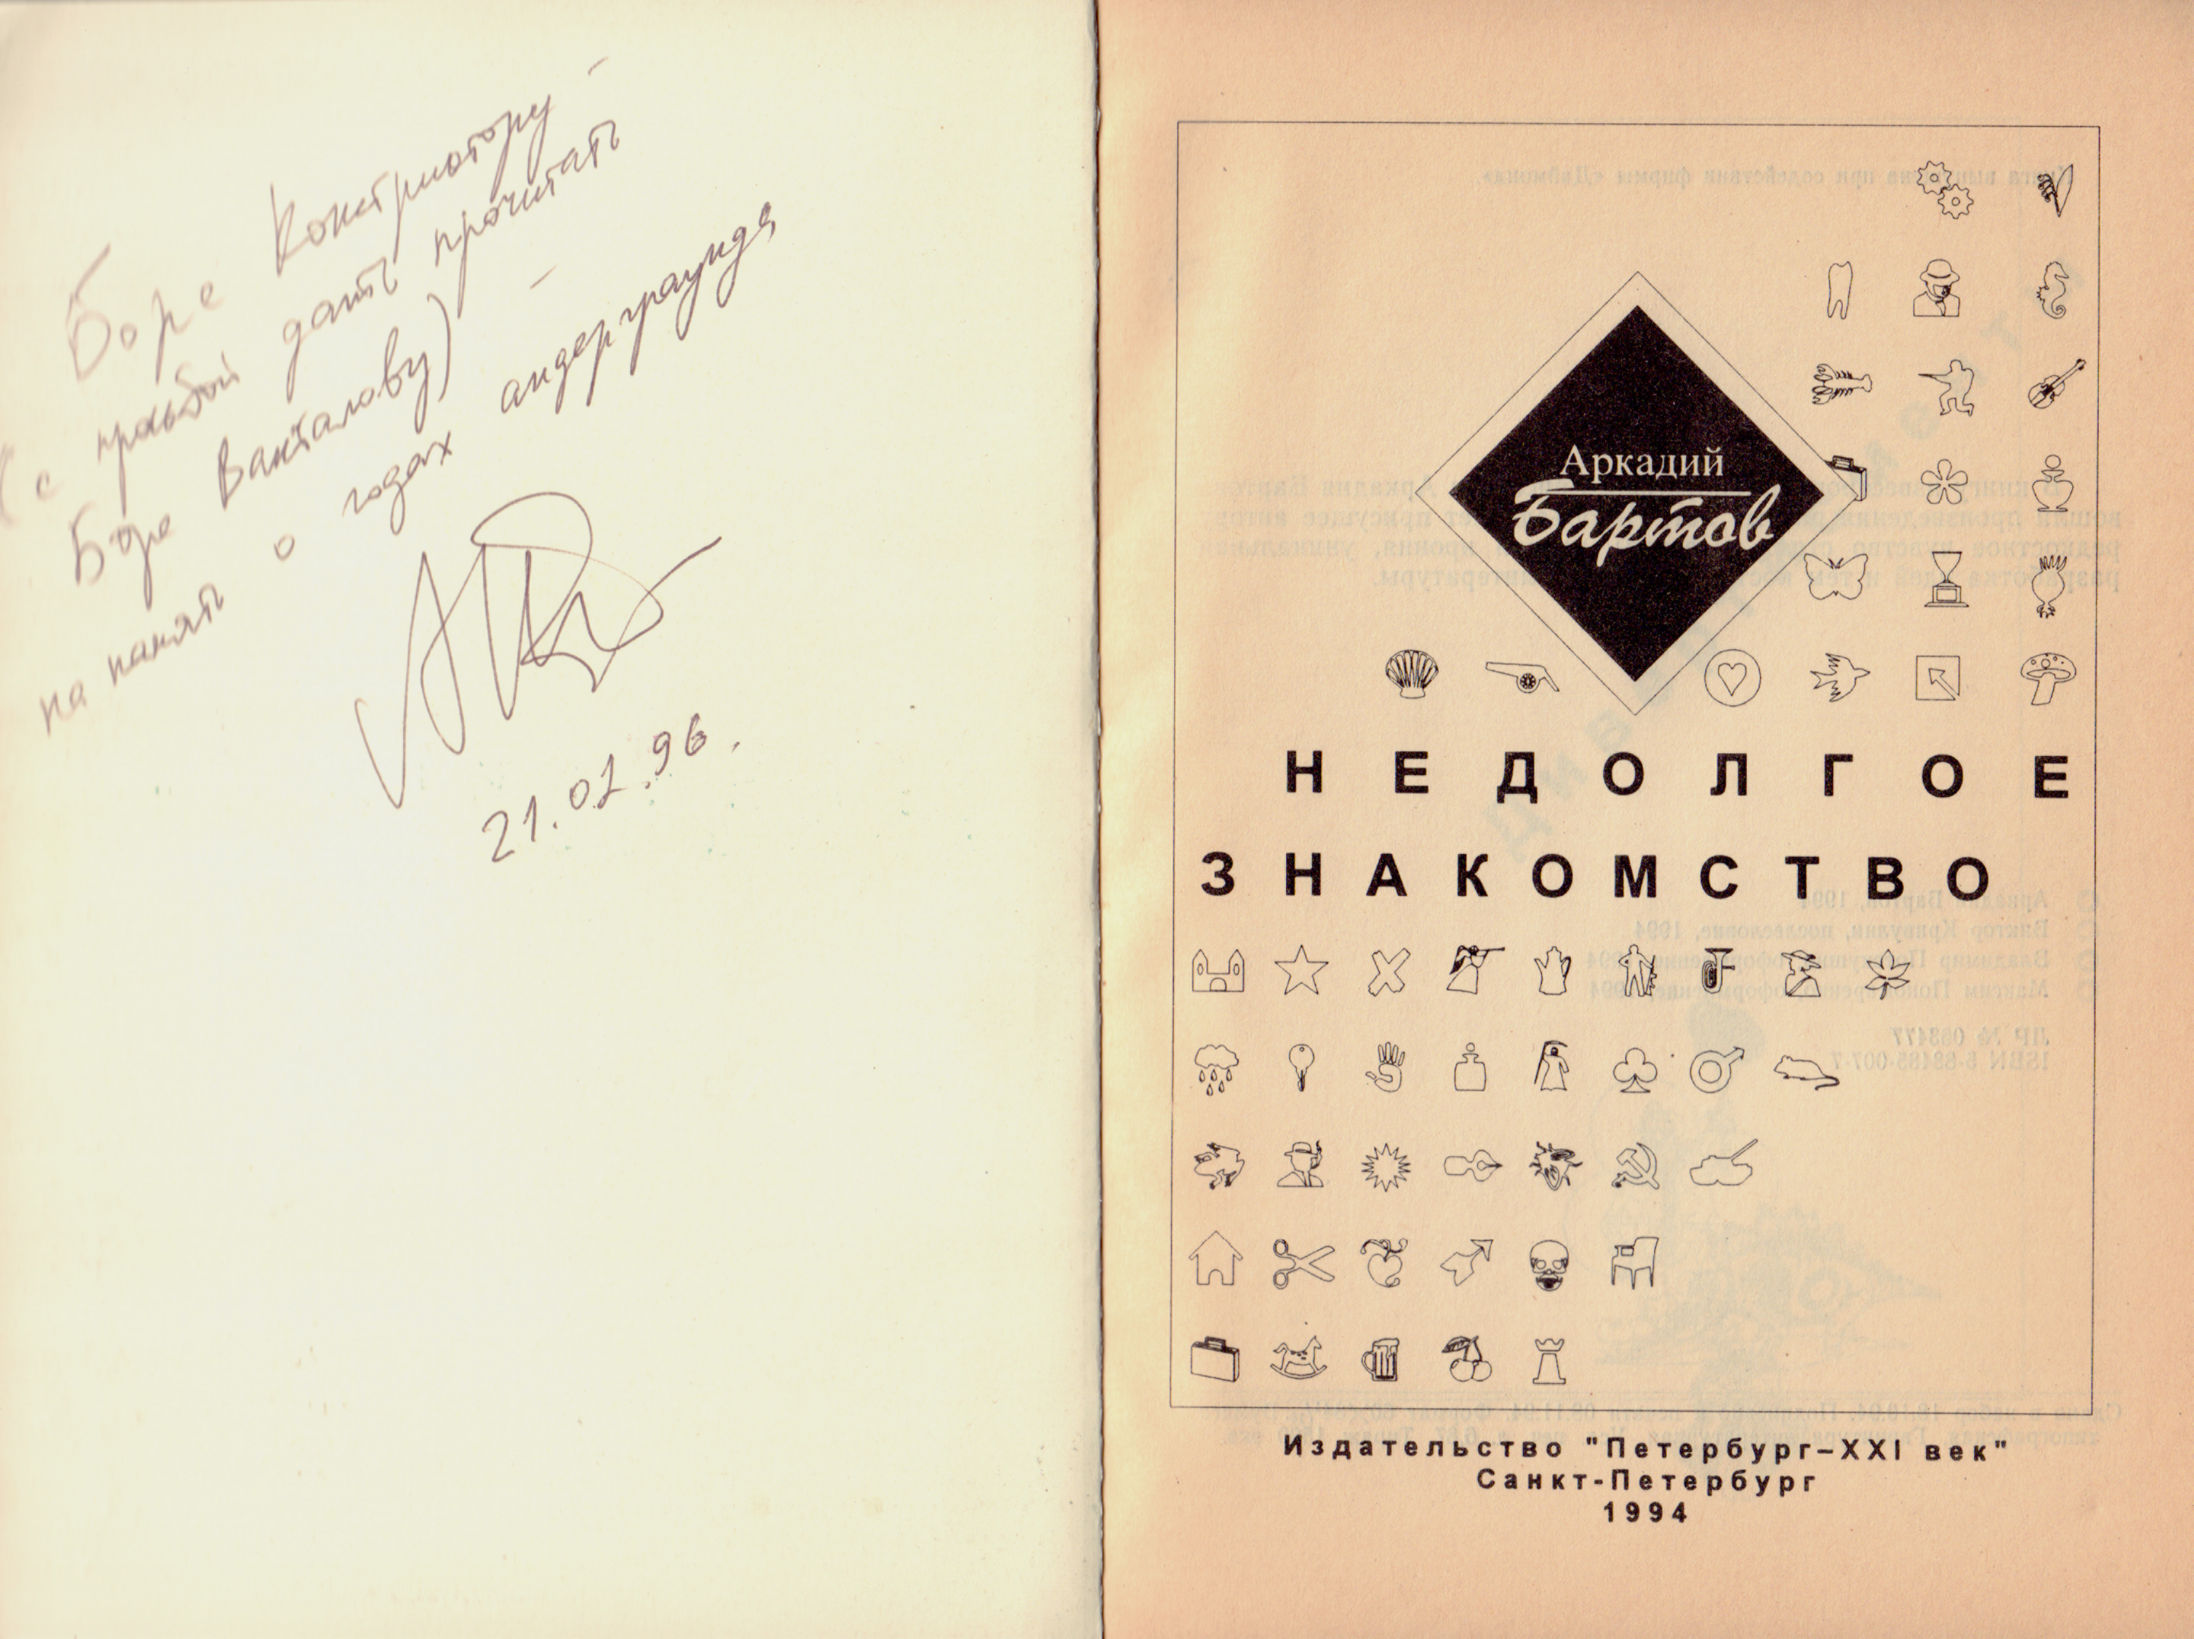 Боре Констриктору –
(с просьбой дать прочитать
Боре Ванталову) –
на память о годах андерграунда
21.01.96.
Аркадий
Бартов
НЕДОЛГОЕ
ЗНАКОМСТВО
Издательство "Петербург–XXI век"
Санкт-Петербург
1994